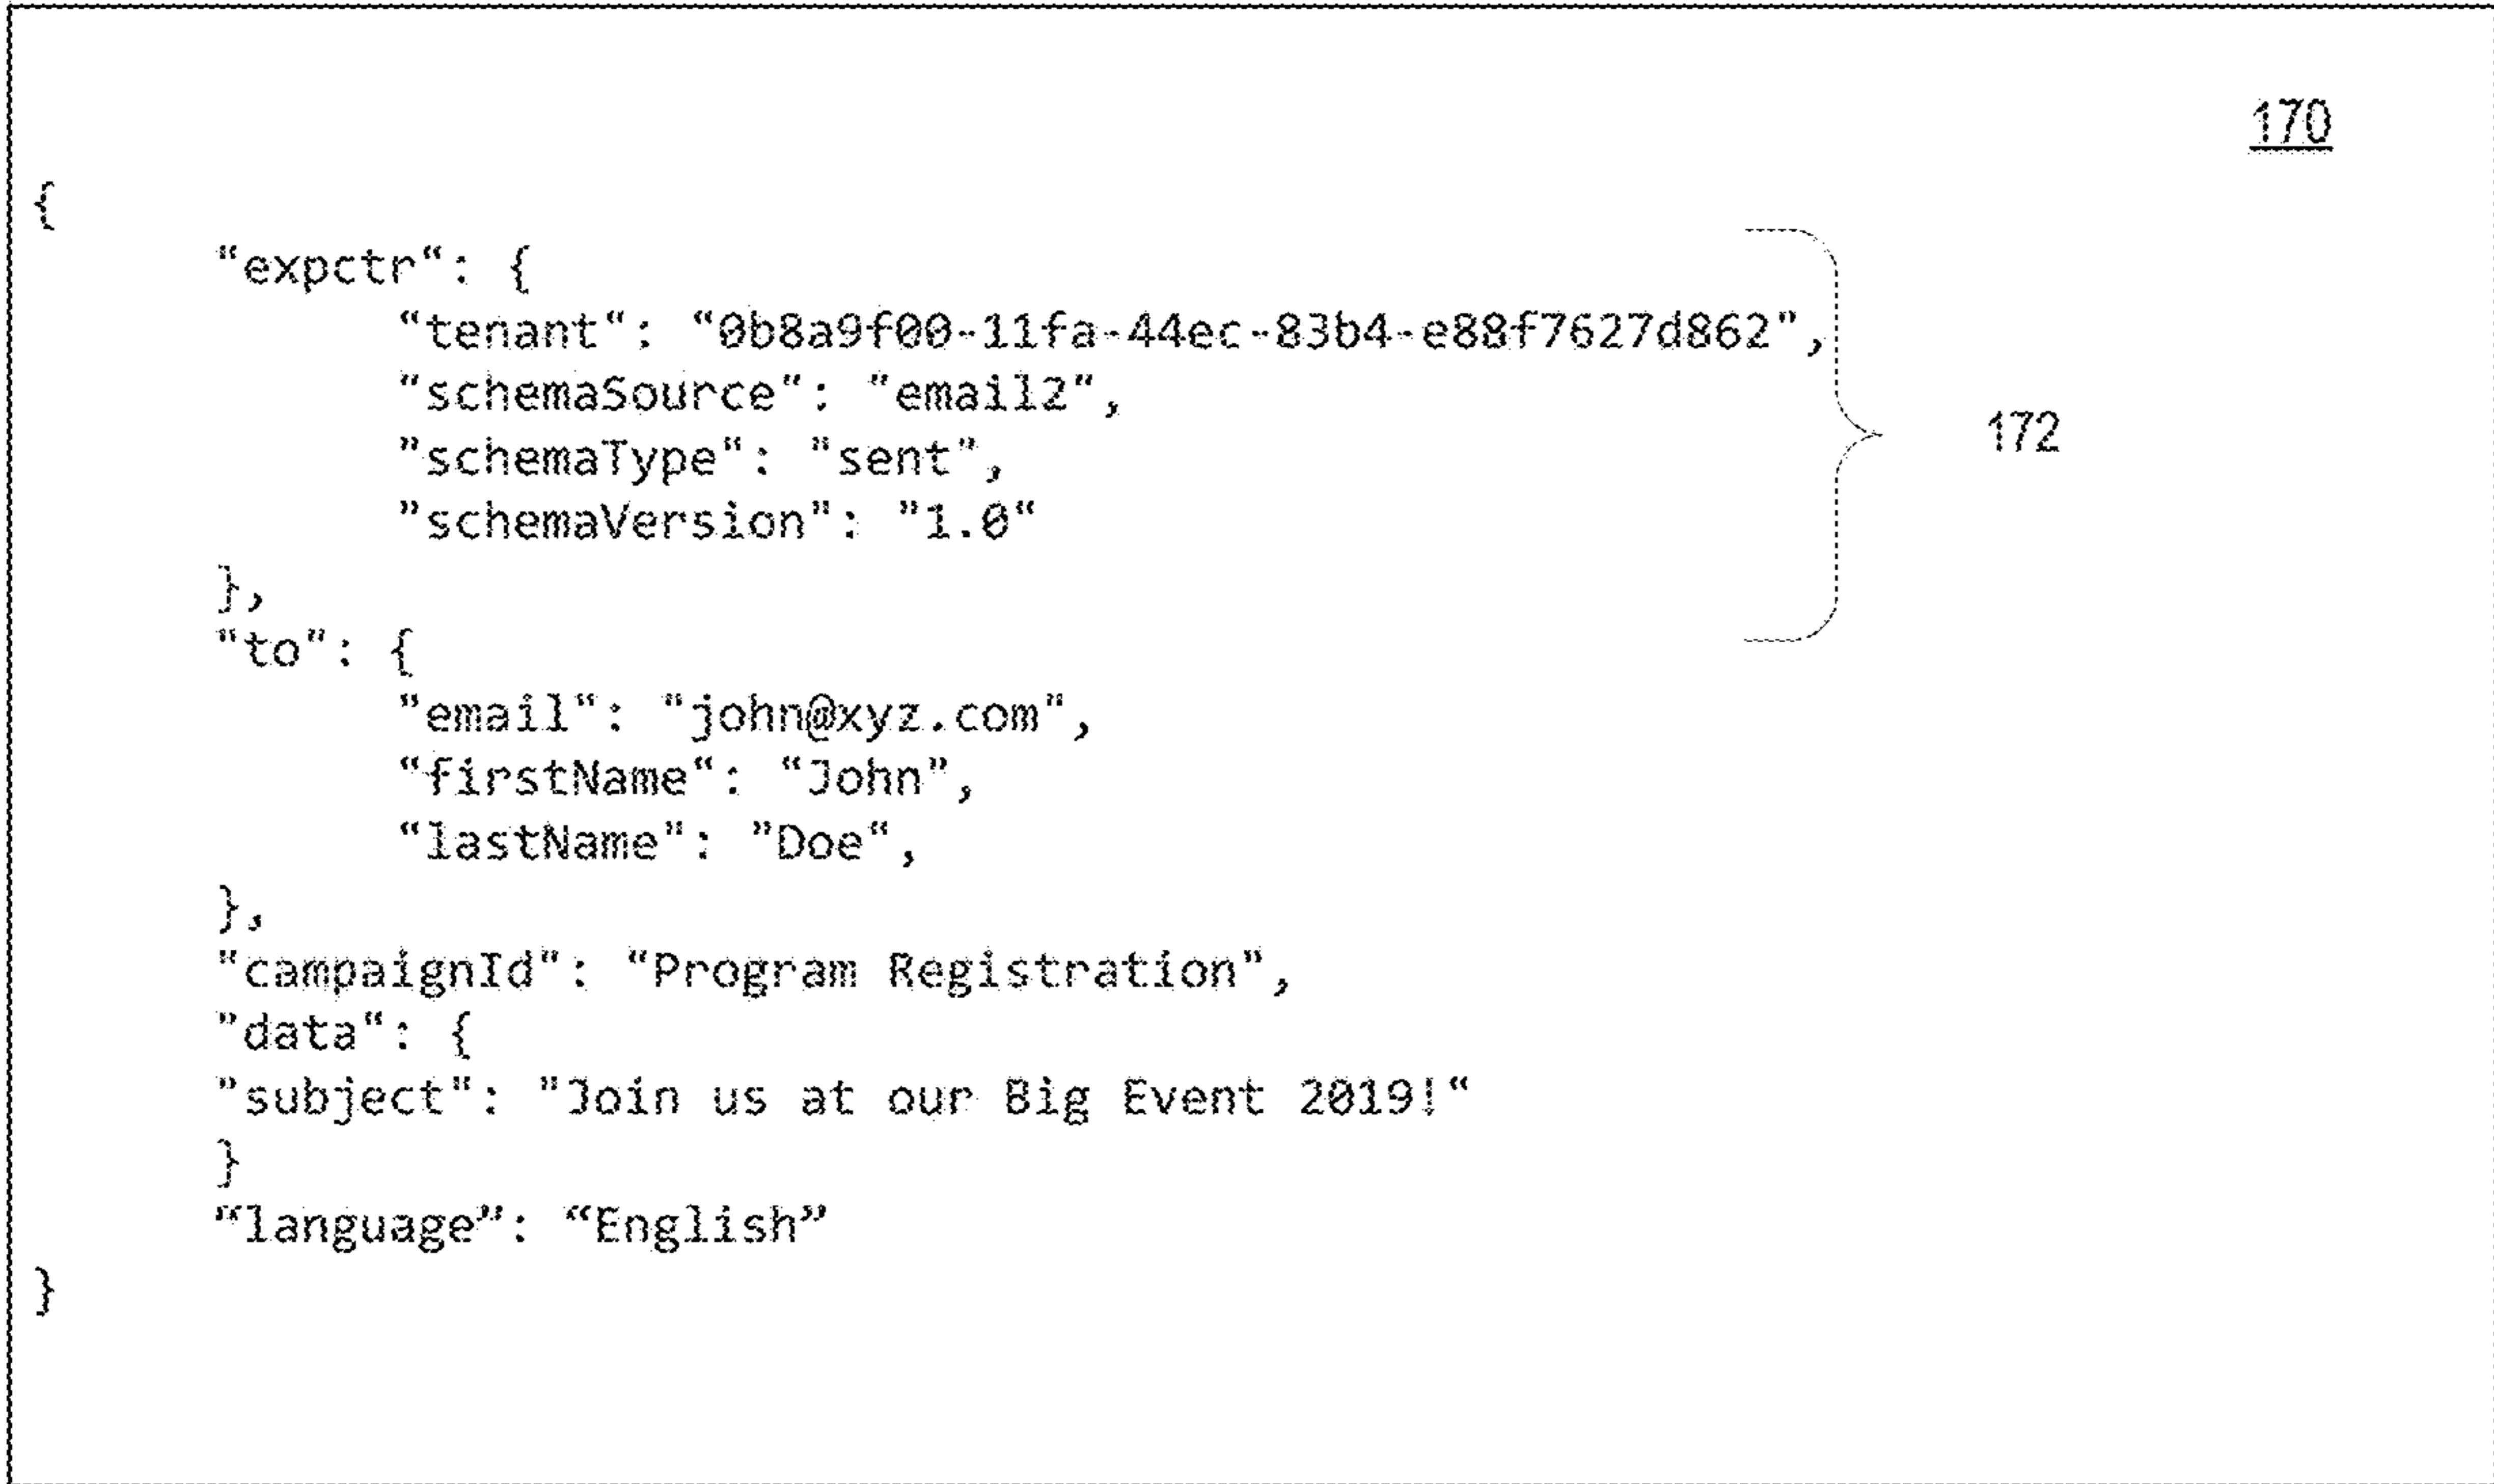 170
{
"expctr“: {
“tenant“: “0b8a9f00-11fa-44ec-83b4-e88f7627d862",
"schemaSource“: "email2",
"schemaType": "sent",
"schemaVersion": "1.0“
},
172
"to": {
"email": "john@xyz.com",
“firstName“: “John",
“lastName": "Doe“,
},
"campaignId": “Program Registration",
"data“: {
"subject": "Join us at our Big Event 2019!“
}
“language”: “English”
}